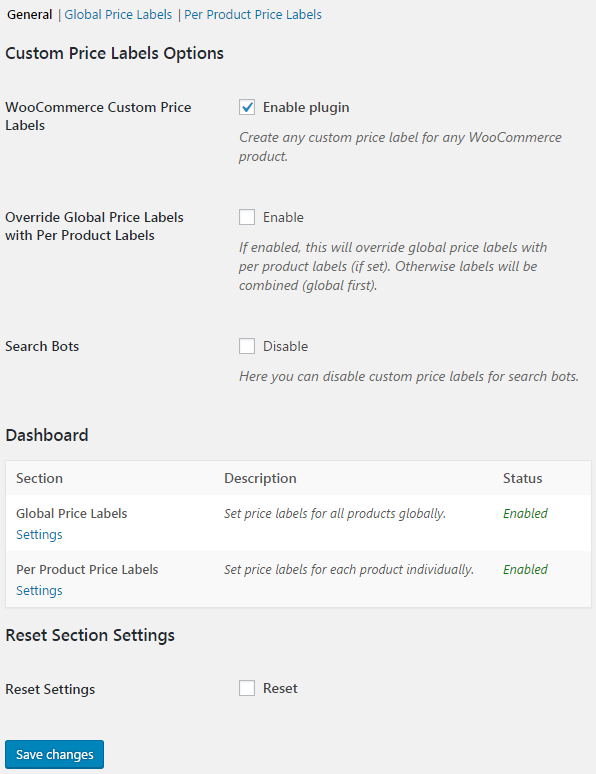 General | Global Price Labels | Per Product Price Labels
Custom Price Labels Options
WooCommerce Custom Price
Labels
Enable plugin
Create any custom price label for any WooCommerce
product.
Override Global Price Labels
with Per Product Labels
Enable
If enabled, this will override global price labels with
per product labels (if set). Otherwise labels will be
combined (global first).
Search Bots
Disable
Here you can disable custom price labels for search bots.
Dashboard
Section Description Status
Global Price Labels Set price labels for all products globally. Enabled
Settings
Per Product Price Labels Set price labels for each product individually. Enabled
Settings
Reset Section Settings
Reset Settings Reset
Save changes